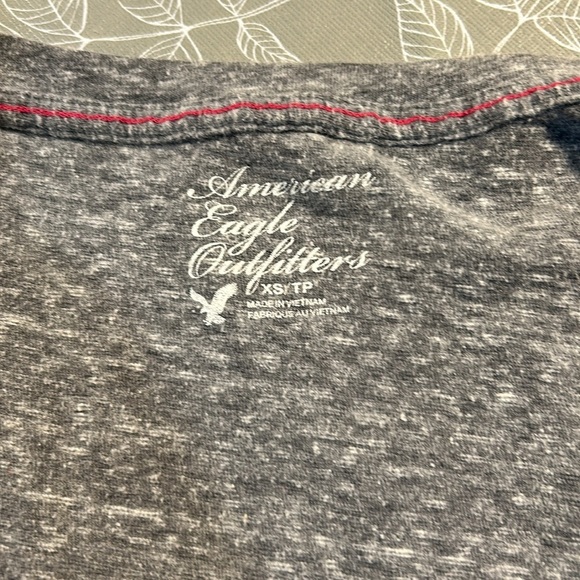 American
Eagle
Outfitters
XS/TP
MADE IN VIETNAM
FABRIQUÉ AU VIETNAM